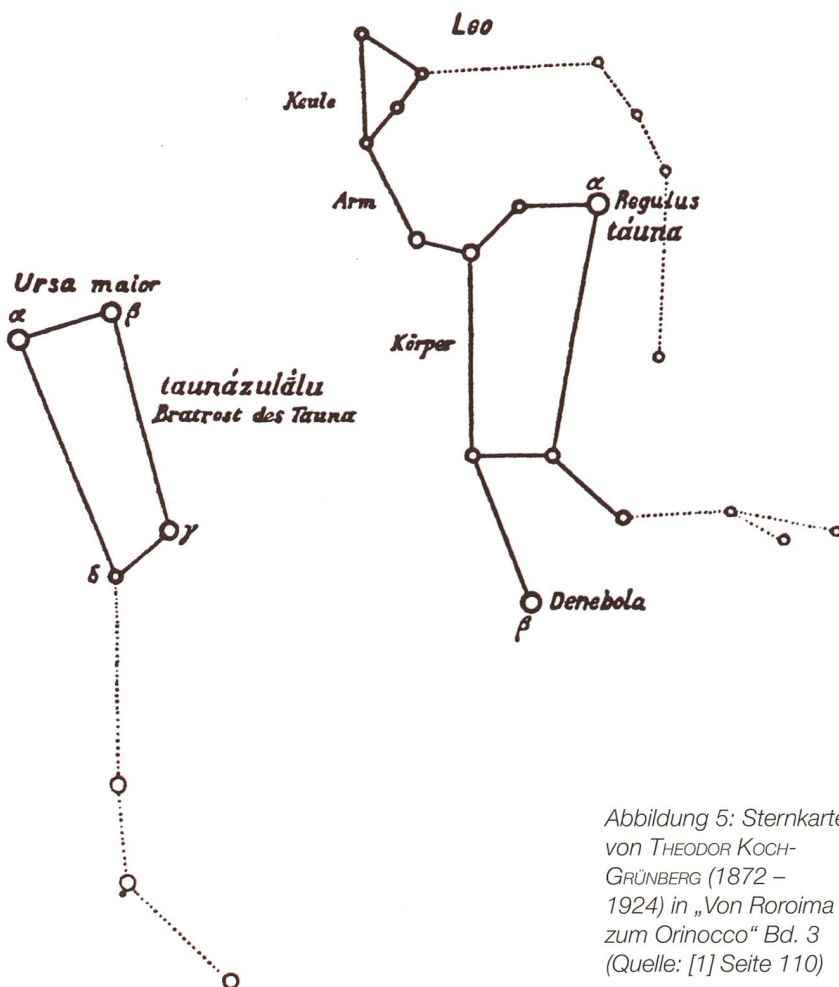 Leo
Keule
Arm
α
Regulus
táuna
Ursa maior
α
β
Körper
taunázulâlu
Bratrost des Tauna
γ
δ
Denebola
β
Abbildung 5: Sternkarte
von THEODOR KOCH-
GRÜNBERG (1872 –
1924) in „Von Roroima
zum Orinocco“ Bd. 3
(Quelle: [1] Seite 110)